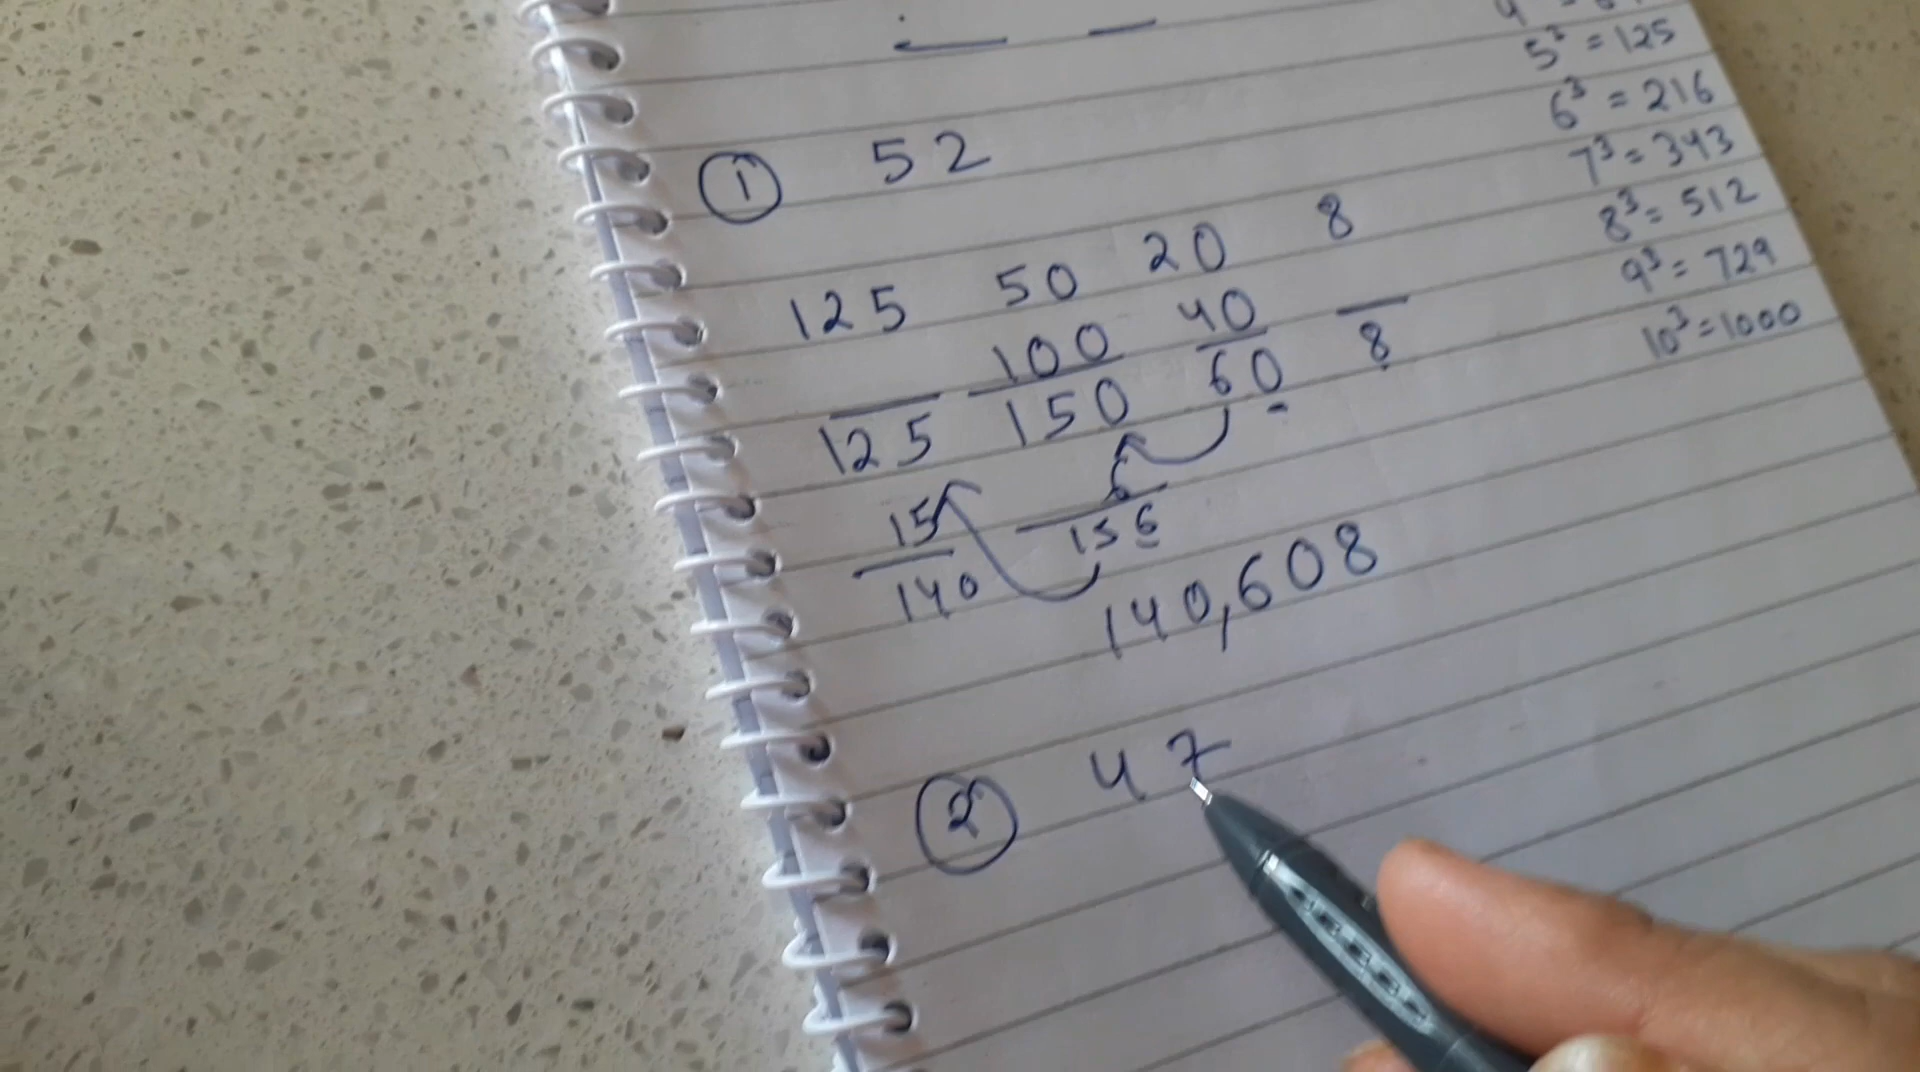 5³ = 125
6³ = 216
7³ = 343
8³ = 512
9³ = 729
10³ = 1000
① 52
125 50 20 8
100 40
125 150 60 8
15 6
140 156
140,608
② 47